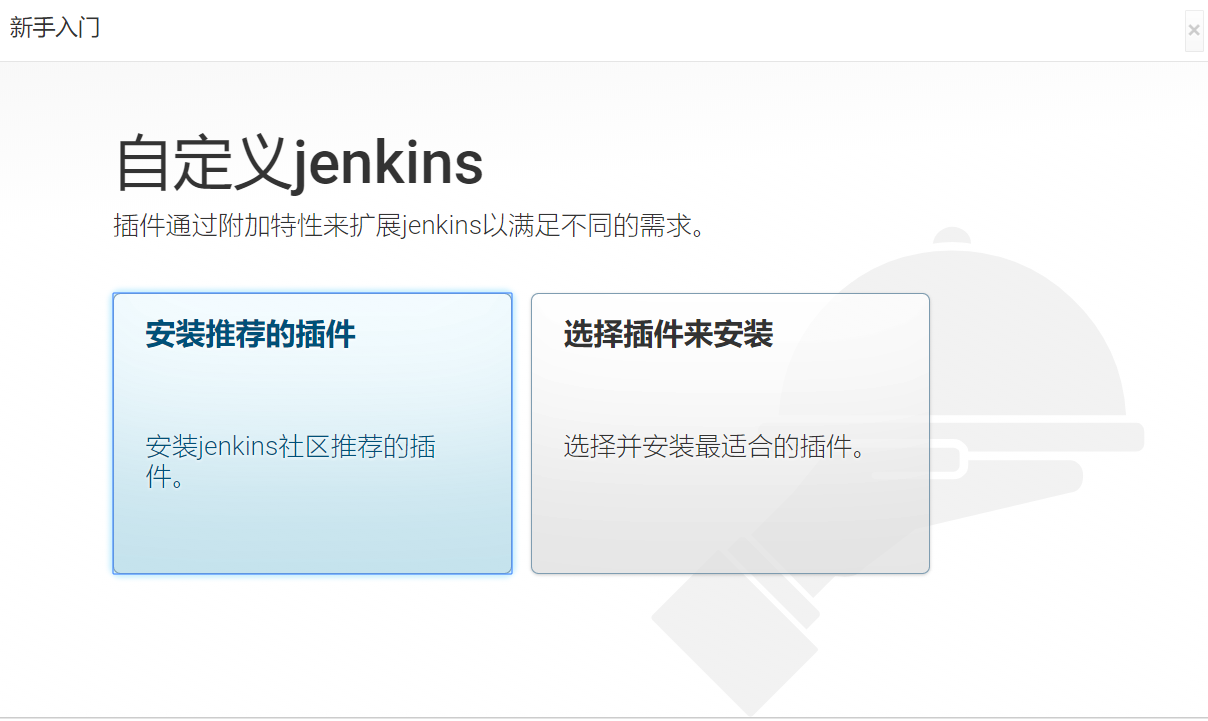 新手入门
×
自定义jenkins
插件通过附加特性来扩展jenkins以满足不同的需求。
安装推荐的插件
安装jenkins社区推荐的插
件。
选择插件来安装
选择并安装最适合的插件。